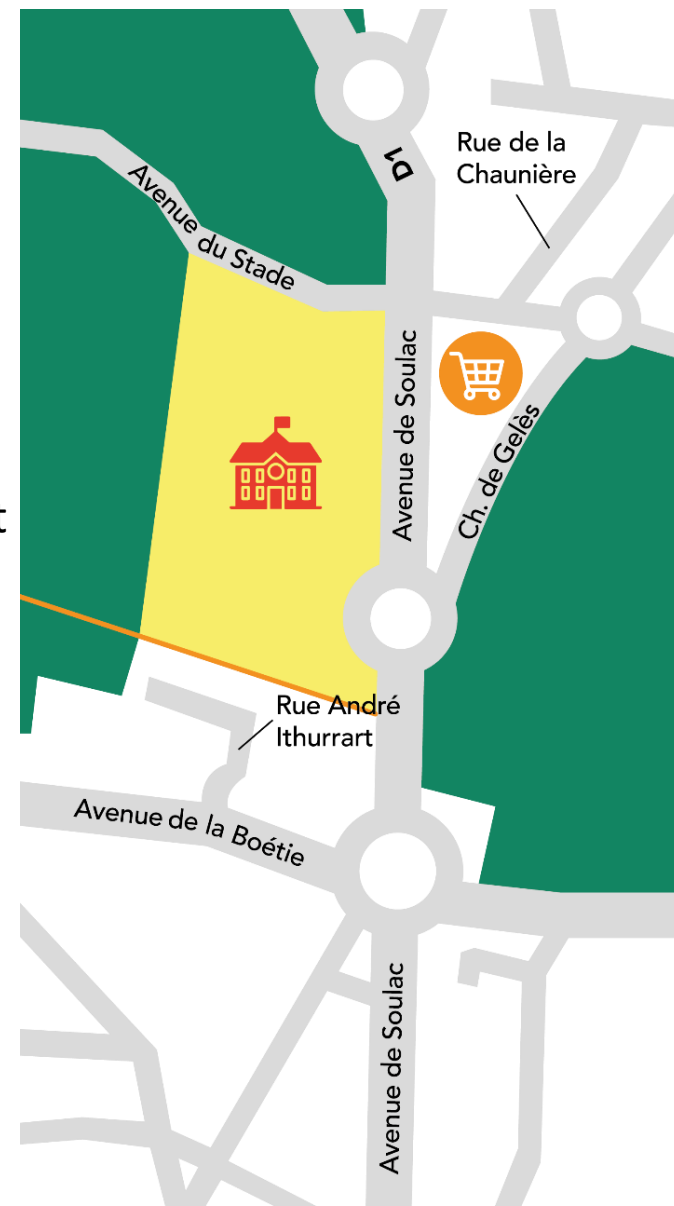 D1
Rue de la
Chaunière
Avenue du Stade
Avenue de Soulac
Ch. de Gelès
t
Rue André
Ithurrart
Avenue de la Boétie
Avenue de Soulac